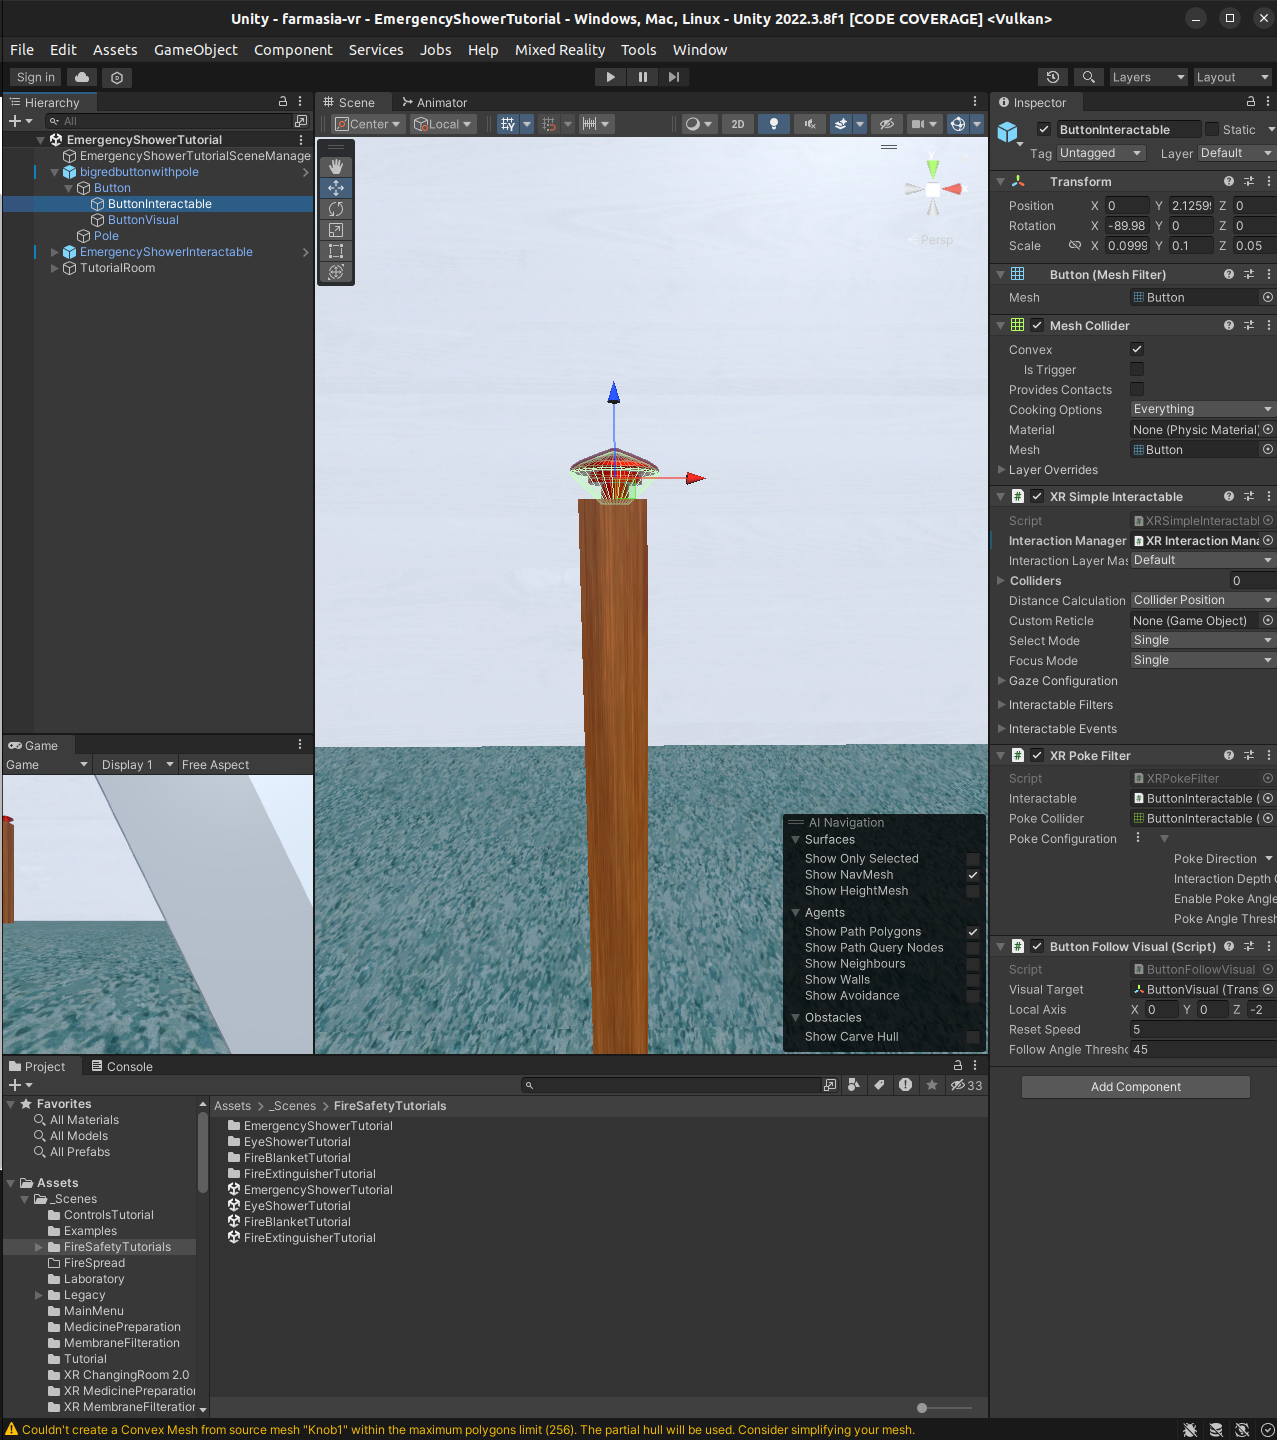 Unity - farmasia-vr - EmergencyShowerTutorial - Windows, Mac, Linux - Unity 2022.3.8f1 [CODE COVERAGE] <Vulkan>
File Edit Assets GameObject Component Services Jobs Help Mixed Reality Tools Window
Sign in
Layers
Layout
Hierarchy
All
EmergencyShowerTutorial
EmergencyShowerTutorialSceneManage
bigredbuttonwithpole
Button
ButtonInteractable
ButtonVisual
Pole
EmergencyShowerInteractable
TutorialRoom
Scene
Animator
Center
Local
2D
Persp
AI Navigation
Surfaces
Show Only Selected
Show NavMesh
Show HeightMesh
Agents
Show Path Polygons
Show Path Query Nodes
Show Neighbours
Show Walls
Show Avoidance
Obstacles
Show Carve Hull
Game
Game Display 1 Free Aspect
Inspector
ButtonInteractable Static
Tag Untagged Layer Default
Transform
Position X 0 Y 2.1259 Z 0
Rotation X -89.98 Y 0 Z 0
Scale X 0.0999 Y 0.1 Z 0.05
Button (Mesh Filter)
Mesh Button
Mesh Collider
Convex
Is Trigger
Provides Contacts
Cooking Options Everything
Material None (Physic Material)
Mesh Button
Layer Overrides
XR Simple Interactable
Script XRSimpleInteractabl
Interaction Manager XR Interaction Mana
Interaction Layer Mas Default
Colliders 0
Distance Calculation Collider Position
Custom Reticle None (Game Object)
Select Mode Single
Focus Mode Single
Gaze Configuration
Interactable Filters
Interactable Events
XR Poke Filter
Script XRPokeFilter
Interactable ButtonInteractable (
Poke Collider ButtonInteractable (
Poke Configuration
Poke Direction
Interaction Depth
Enable Poke Angle
Poke Angle Thresh
Button Follow Visual (Script)
Script ButtonFollowVisual
Visual Target ButtonVisual (Trans
Local Axis X 0 Y 0 Z -2
Reset Speed 5
Follow Angle Thresho 45
Add Component
Project
Console
33
Favorites
All Materials
All Models
All Prefabs
Assets
_Scenes
ControlsTutorial
Examples
FireSafetyTutorials
FireSpread
Laboratory
Legacy
MainMenu
MedicinePreparation
MembraneFilteration
Tutorial
XR ChangingRoom 2.0
XR MedicinePreparation
XR MembraneFilteration
Assets > _Scenes > FireSafetyTutorials
EmergencyShowerTutorial
EyeShowerTutorial
FireBlanketTutorial
FireExtinguisherTutorial
EmergencyShowerTutorial
EyeShowerTutorial
FireBlanketTutorial
FireExtinguisherTutorial
Couldn't create a Convex Mesh from source mesh "Knob1" within the maximum polygons limit (256). The partial hull will be used. Consider simplifying your mesh.